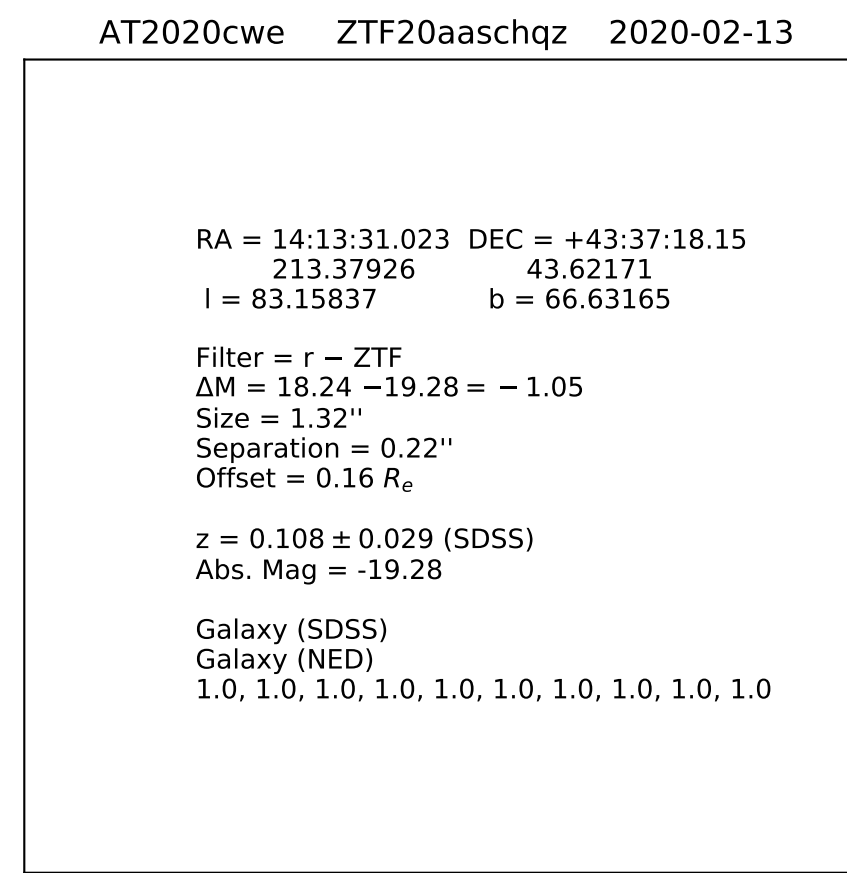 AT2020cwe ZTF20aaschqz 2020-02-13
RA = 14:13:31.023 DEC = +43:37:18.15
213.37926 43.62171
l = 83.15837 b = 66.63165
Filter = r − ZTF
ΔM = 18.24 −19.28 = − 1.05
Size = 1.32''
Separation = 0.22''
Offset = 0.16 Rₑ
z = 0.108 ± 0.029 (SDSS)
Abs. Mag = -19.28
Galaxy (SDSS)
Galaxy (NED)
1.0, 1.0, 1.0, 1.0, 1.0, 1.0, 1.0, 1.0, 1.0, 1.0